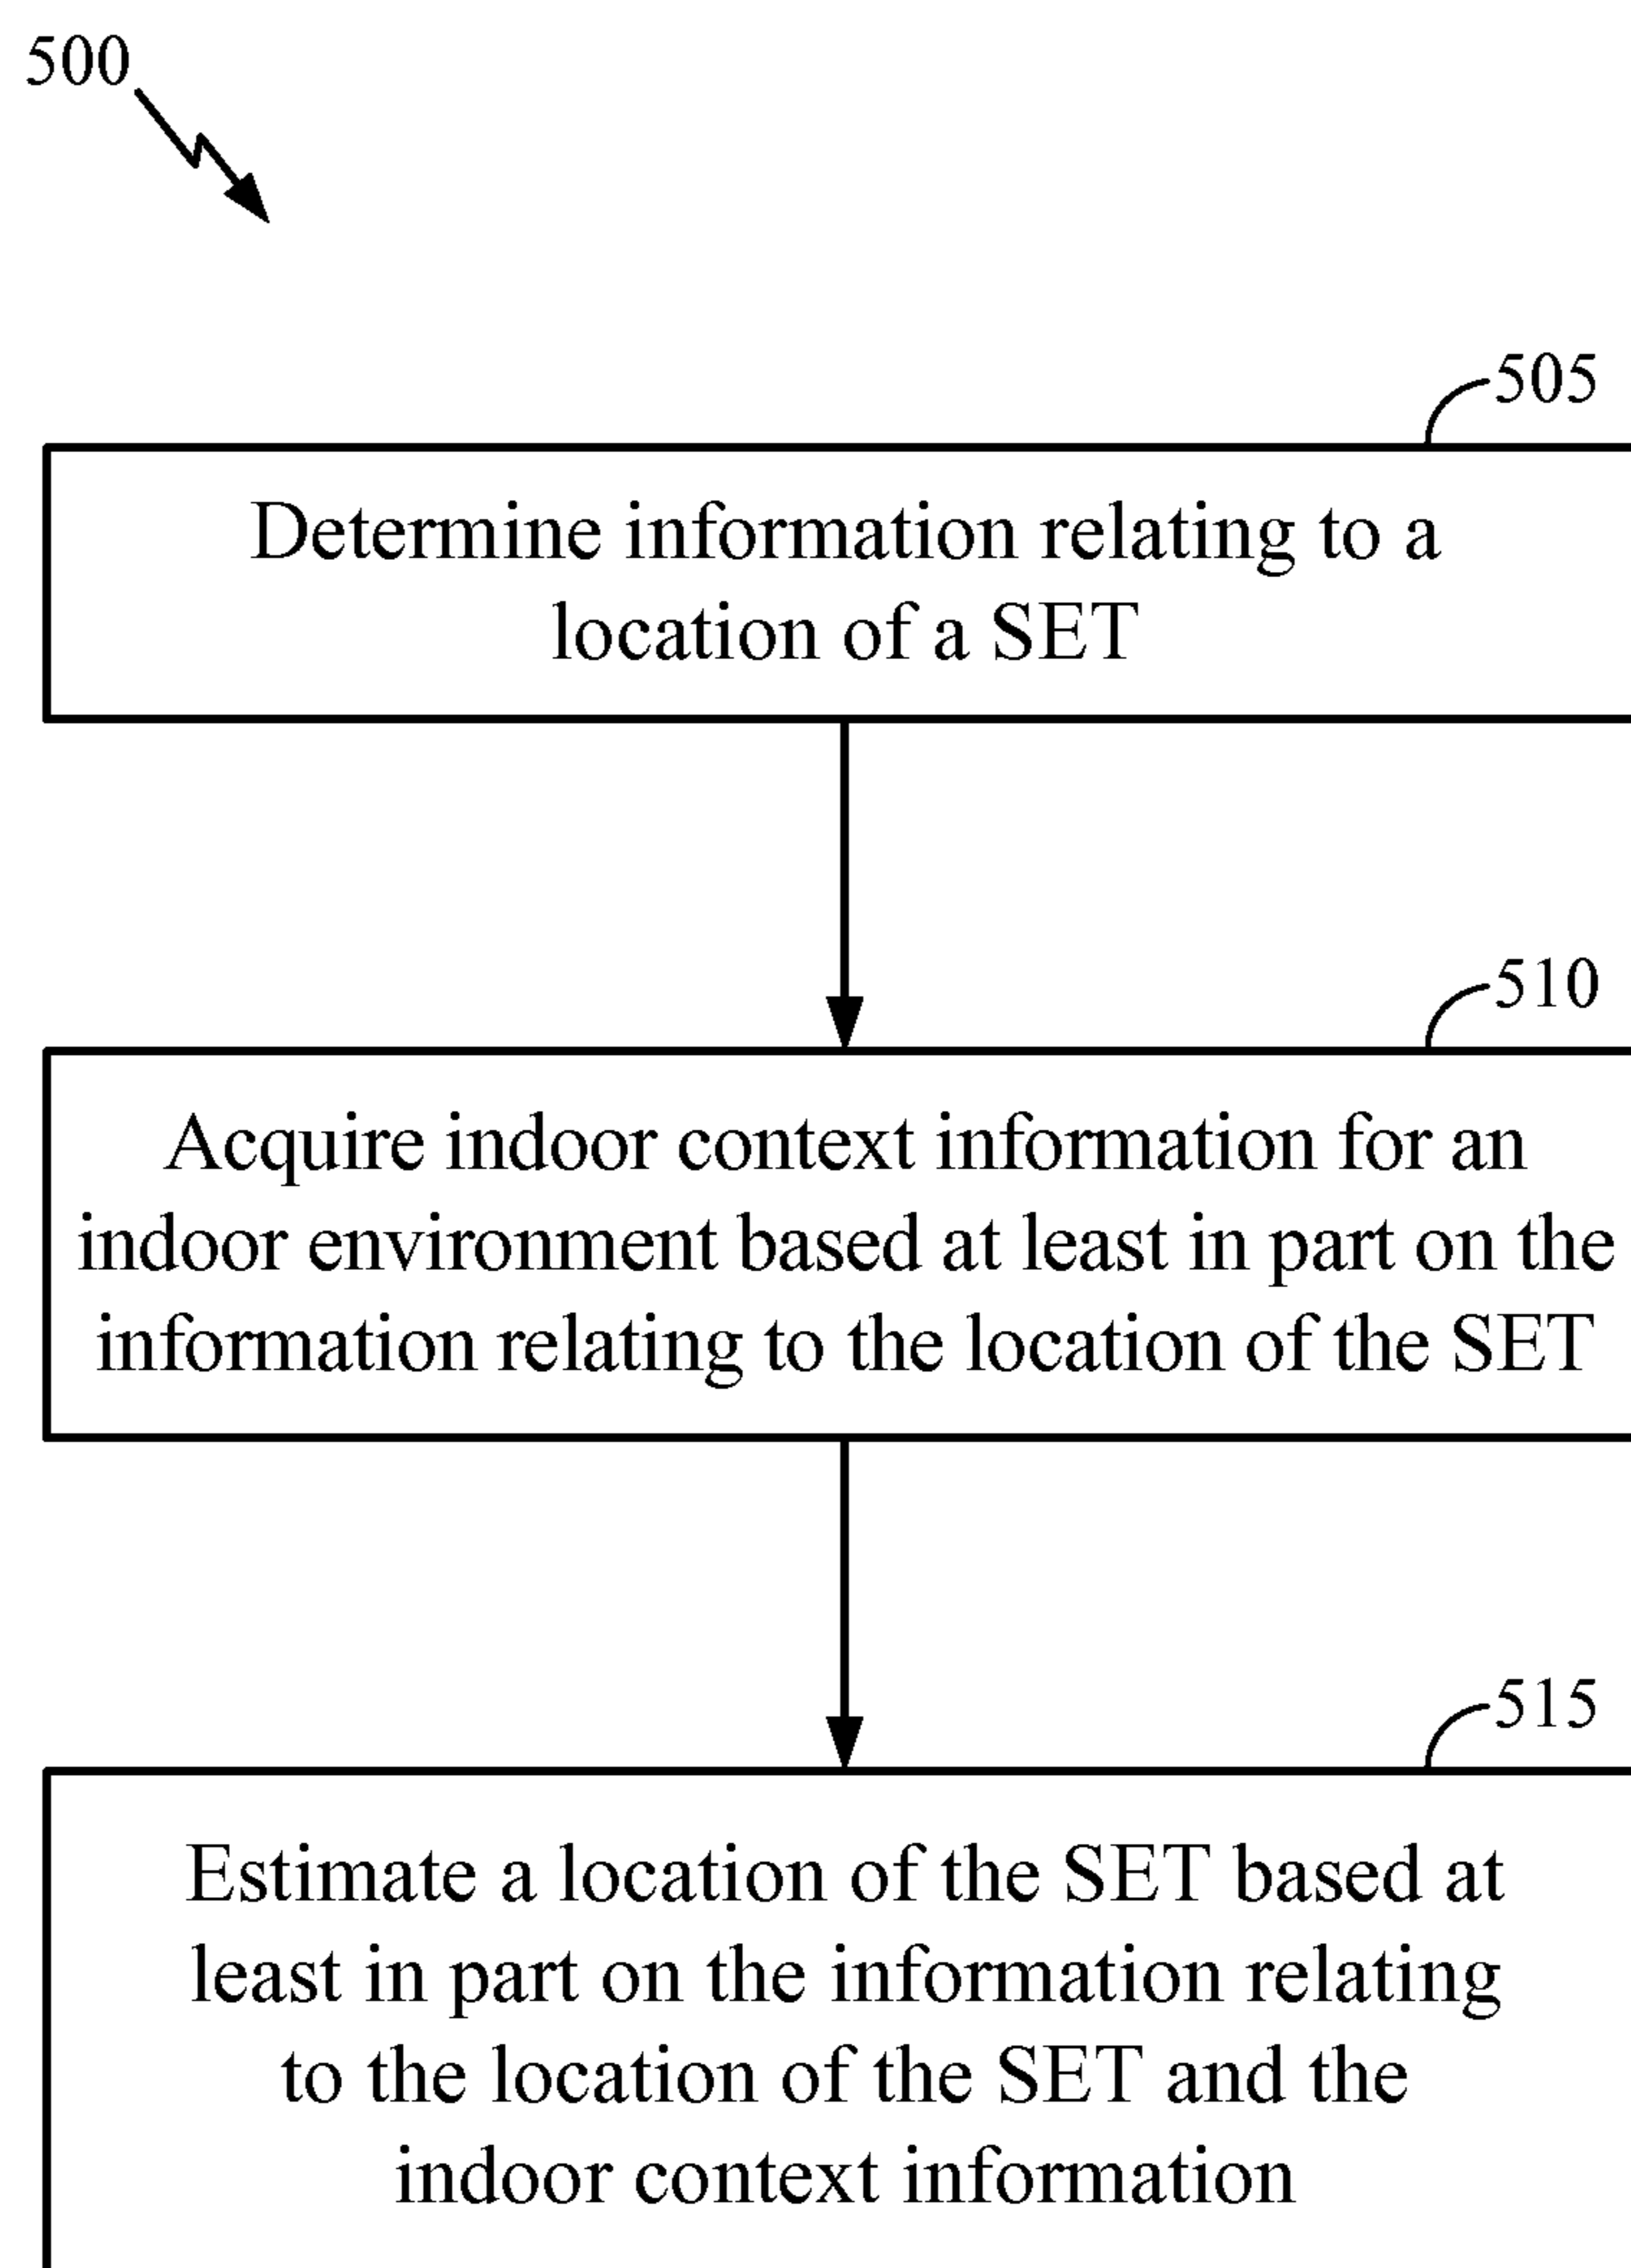 500
505
Determine information relating to a
location of a SET
510
Acquire indoor context information for an
indoor environment based at least in part on the
information relating to the location of the SET
515
Estimate a location of the SET based at
least in part on the information relating
to the location of the SET and the
indoor context information